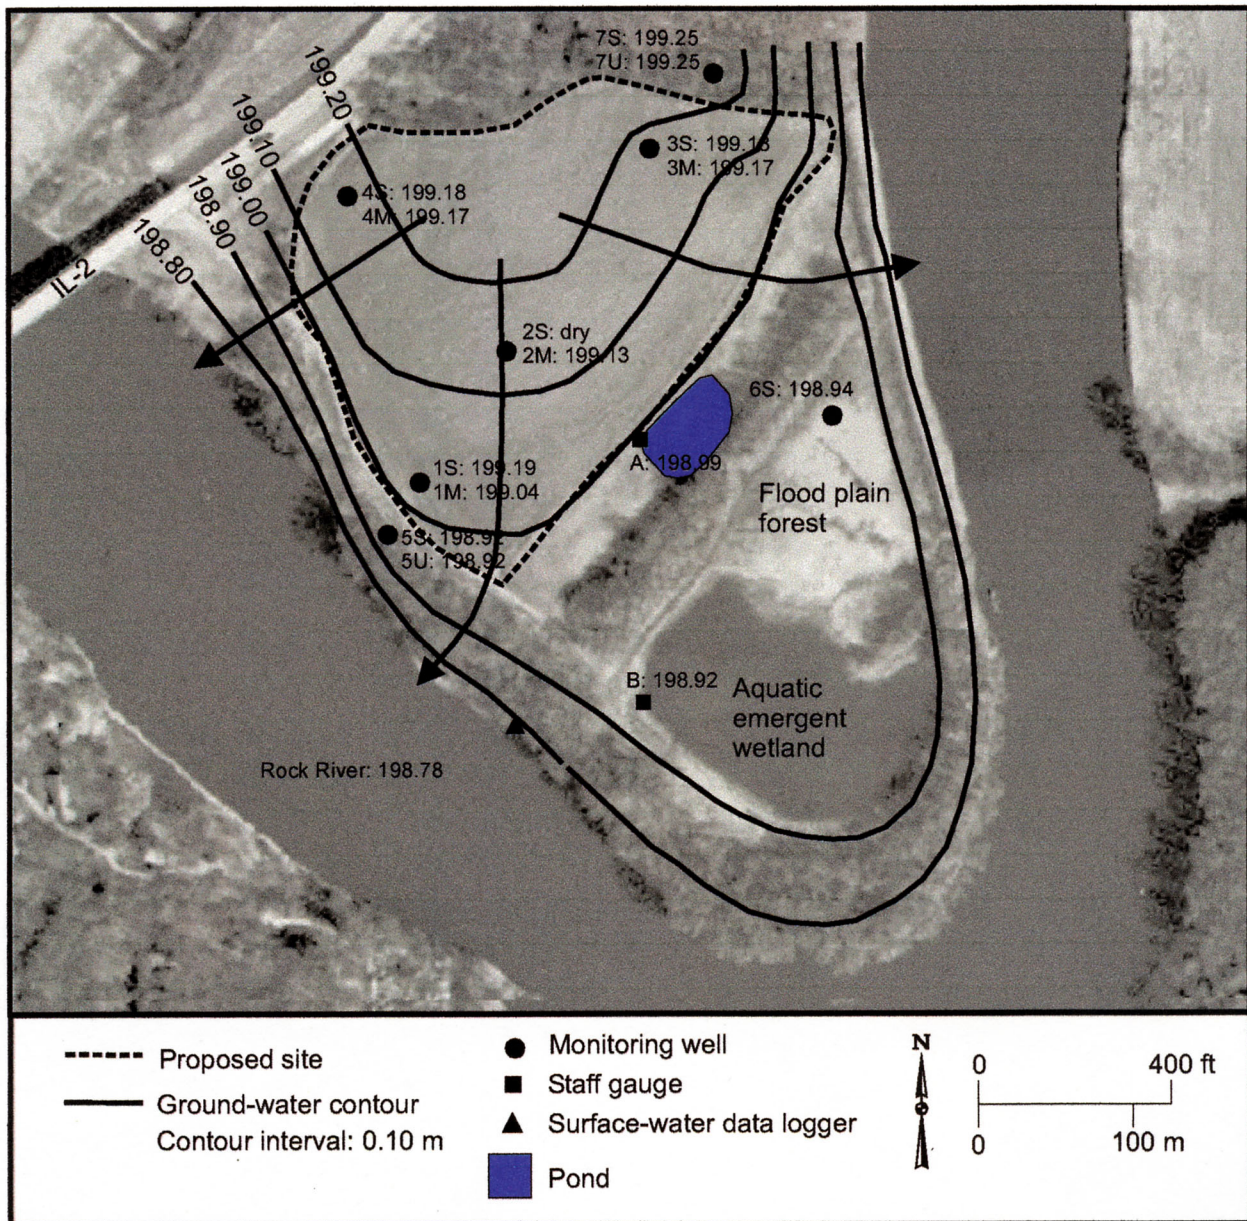 7S: 199.25
7U: 199.25
199.20
199.10
199.00
198.90
198.80
IL-2
3S: 199.18
3M: 199.17
4S: 199.18
4M: 199.17
2S: dry
2M: 199.13
6S: 198.94
A: 198.99
1S: 199.19
1M: 199.04
Flood plain
forest
5S: 198.92
5U: 198.92
B: 198.92
Aquatic
emergent
wetland
Rock River: 198.78
Proposed site
Ground-water contour
Contour interval: 0.10 m
Monitoring well
Staff gauge
Surface-water data logger
Pond
N
0 400 ft
0 100 m